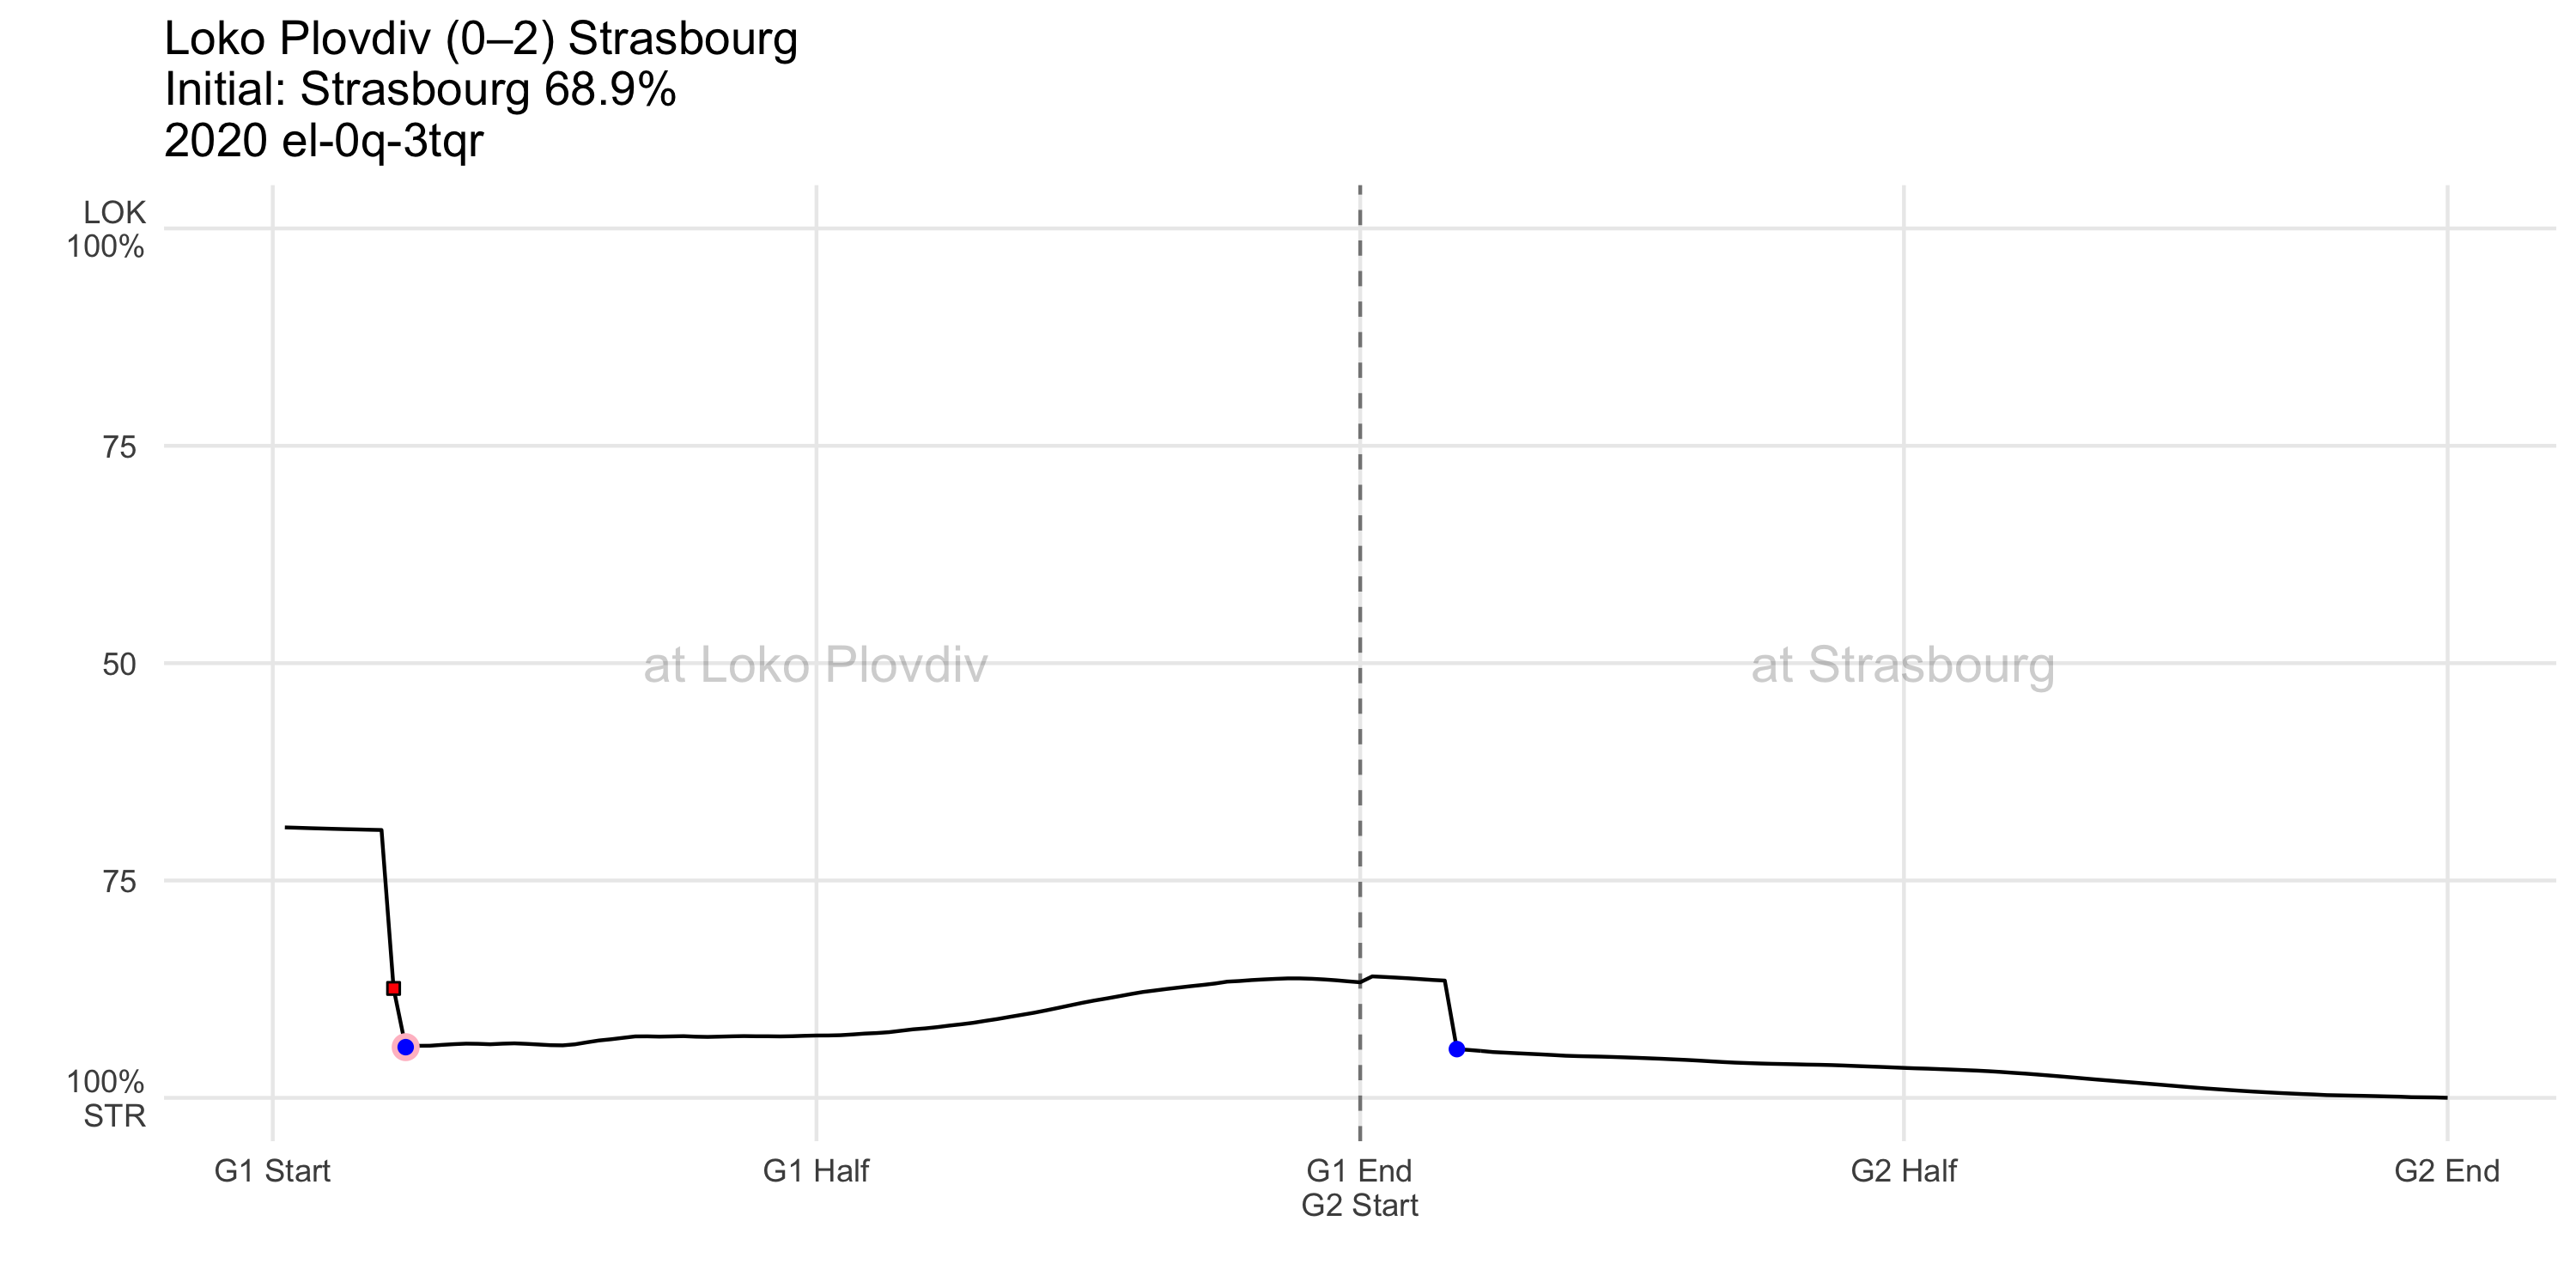 Loko Plovdiv (0–2) Strasbourg
Initial: Strasbourg 68.9%
2020 el-0q-3tqr
LOK
100%
75
50
75
100%
STR
at Loko Plovdiv
at Strasbourg
G1 Start
G1 Half
G1 End
G2 Start
G2 Half
G2 End